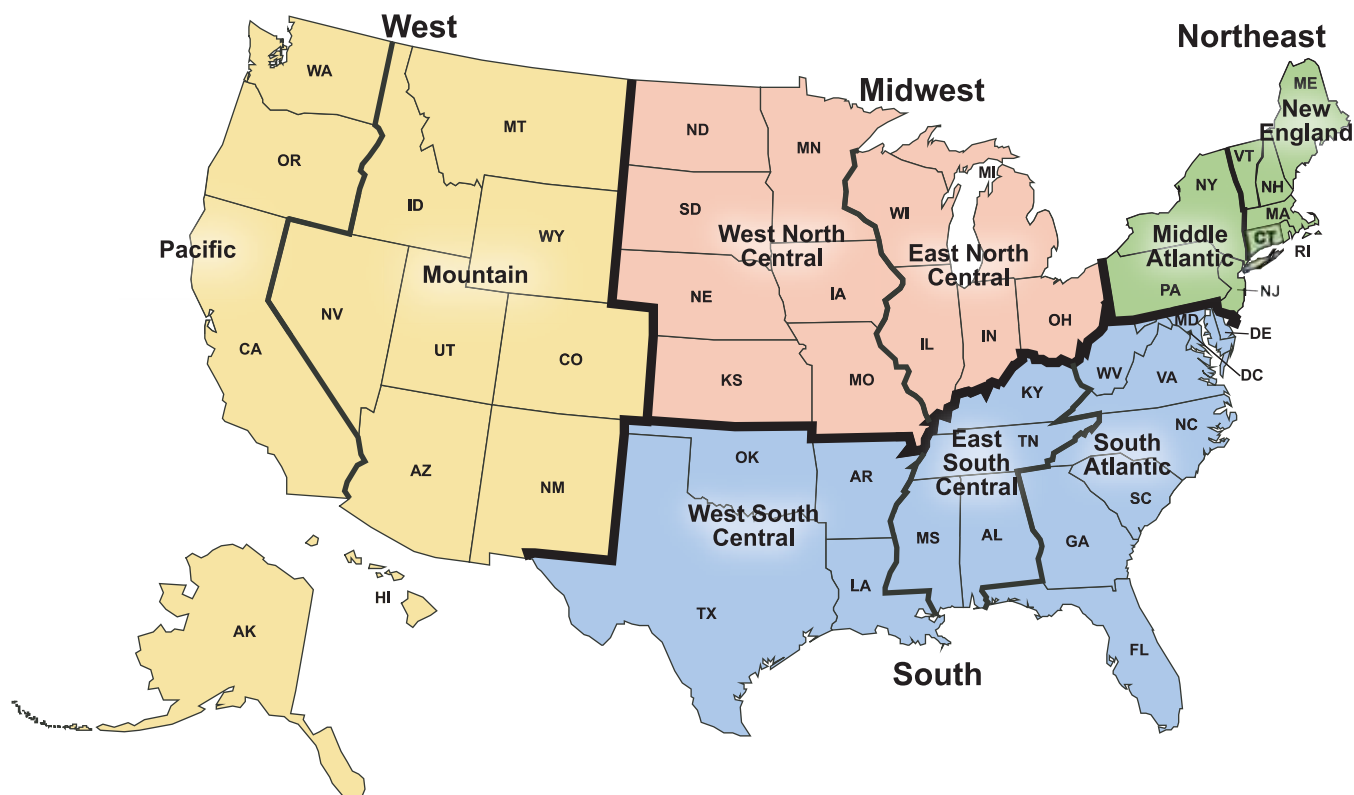 West
Northeast
Midwest
ME
New
England
WA
MT
ND
MN
OR
VT
NH
NY
MI
ID
SD
WI
MA
WY
West North
Central
East North
Central
Middle
Atlantic
CT
RI
Pacific
Mountain
NE
IA
PA
NJ
NV
OH
MD
DE
CA
UT
CO
IL
IN
DC
KS
MO
WV
VA
KY
NC
TN
OK
East
South
Central
South
Atlantic
AZ
NM
AR
SC
West South
Central
MS
AL
GA
LA
HI
TX
AK
FL
South